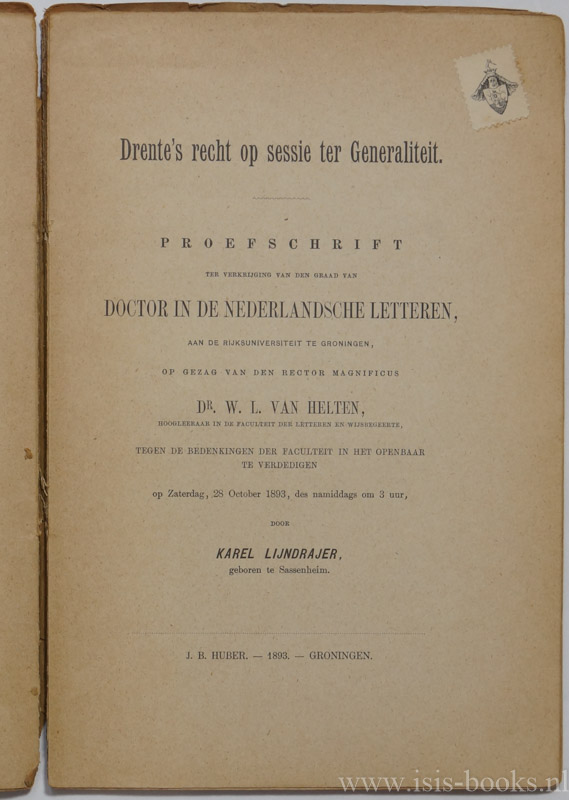 Drente's recht op sessie ter Generaliteit.
PROEFSCHRIFT
TER VERKRIJGING VAN DEN GRAAD VAN
DOCTOR IN DE NEDERLANDSCHE LETTEREN,
AAN DE RIJKSUNIVERSITEIT TE GRONINGEN,
OP GEZAG VAN DEN RECTOR MAGNIFICUS
DR. W. L. VAN HELTEN,
HOOGLEERAAR IN DE FACULTEIT DER LETTEREN EN WIJSBEGEERTE,
TEGEN DE BEDENKINGEN DER FACULTEIT IN HET OPENBAAR
TE VERDEDIGEN
op Zaterdag, 28 October 1893, des namiddags om 3 uur,
DOOR
KAREL LIJNDRAJER,
geboren te Sassenheim.
J. B. HUBER. — 1893. — GRONINGEN.
www.isis-books.nl